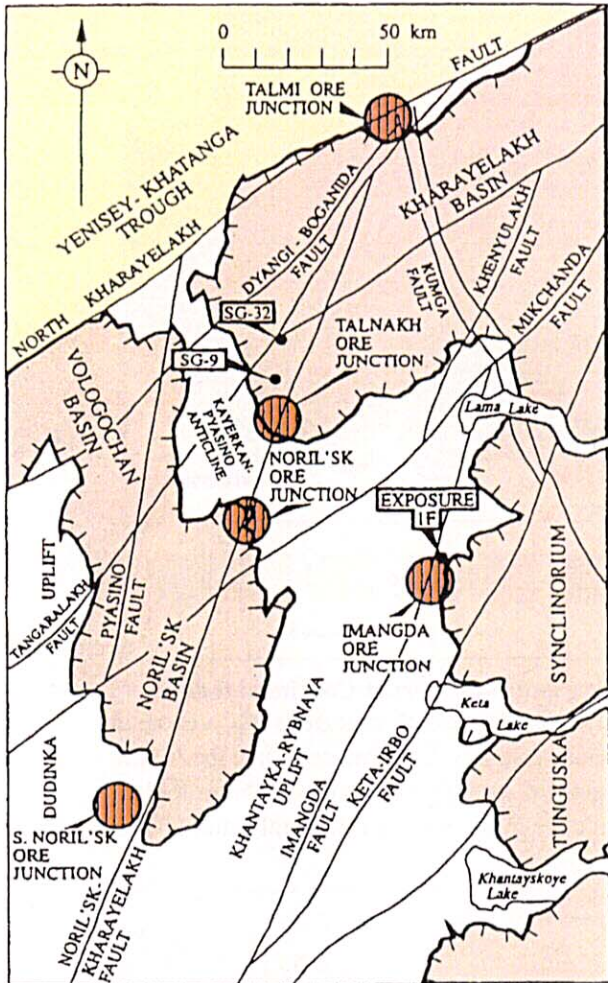 0 50 km
N
FAULT
TALMI ORE
JUNCTION
YENISEY - KHATANGA
TROUGH
KHARAYELAKH
BASIN
DYANGI - BOGANIDA
FAULT
NORTH KHARAYELAKH
KHENYULAKH
FAULT
KUMGA
FAULT
MIKCHANDA
FAULT
SG-32
SG-9
TALNAKH
ORE
JUNCTION
VOLOGOCHAN
BASIN
KAYERKAN-
PYASINO
ANTICLINE
Lama Lake
NORIL'SK
ORE
JUNCTION
EXPOSURE
1F
UPLIFT
TANGARALAKH
FAULT
PYASINO
FAULT
NORIL'SK
BASIN
IMANGDA
ORE
JUNCTION
SYNCLINORIUM
Keta
Lake
DUDINKA
KHANTAYKA-RYBNAYA
UPLIFT
IMANGDA
FAULT
KETA-IRBO
FAULT
TUNGUSKA
S. NORIL'SK
ORE
JUNCTION
Khantayskoye
Lake
NORIL'SK-
KHARAYELAKH
FAULT